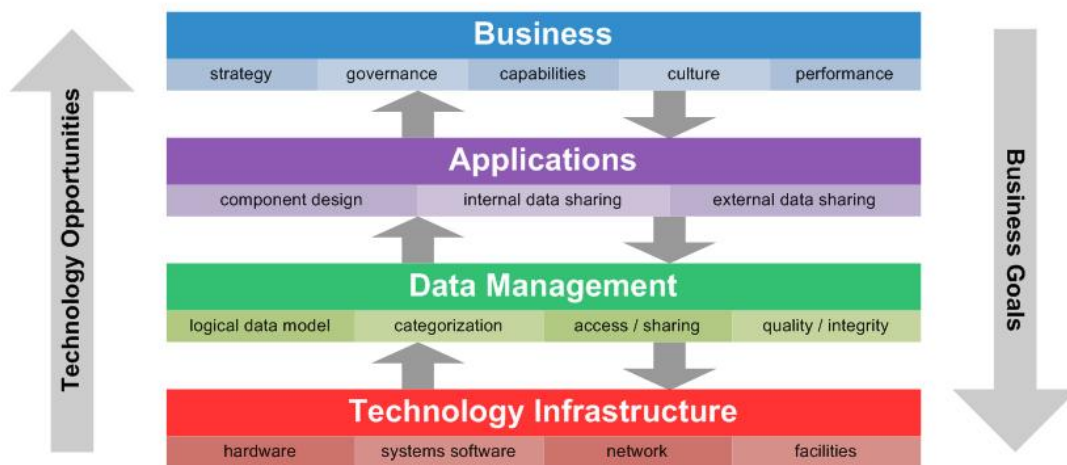 Technology Opportunities
Business
strategy governance capabilities culture performance
Applications
component design internal data sharing external data sharing
Data Management
logical data model categorization access / sharing quality / integrity
Technology Infrastructure
hardware systems software network facilities
Business Goals